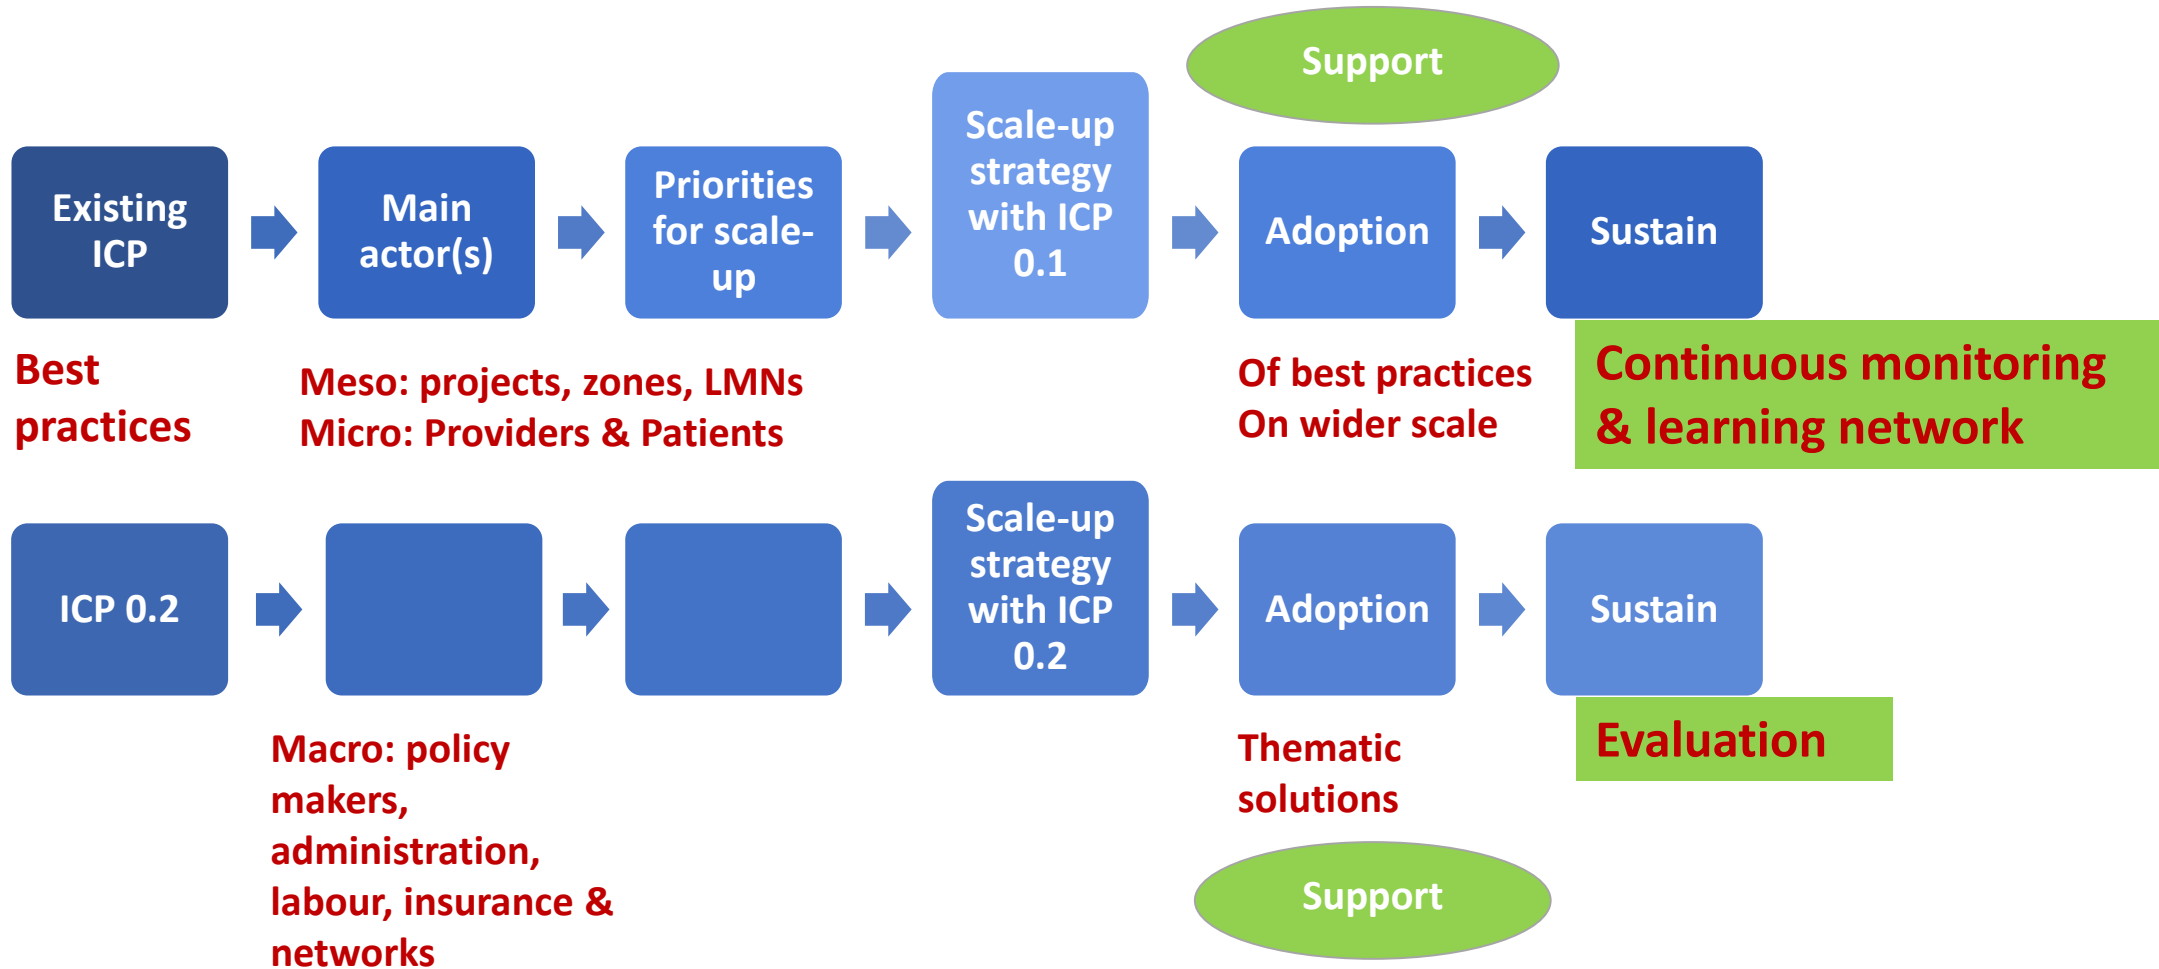 Support
Existing
ICP
Main
actor(s)
Priorities
for scale-
up
Scale-up
strategy
with ICP
0.1
Adoption
Sustain
Best
practices
Meso: projects, zones, LMNs
Micro: Providers & Patients
Of best practices
On wider scale
Continuous monitoring
& learning network
ICP 0.2
Scale-up
strategy
with ICP
0.2
Adoption
Sustain
Macro: policy
makers,
administration,
labour, insurance &
networks
Thematic
solutions
Evaluation
Support